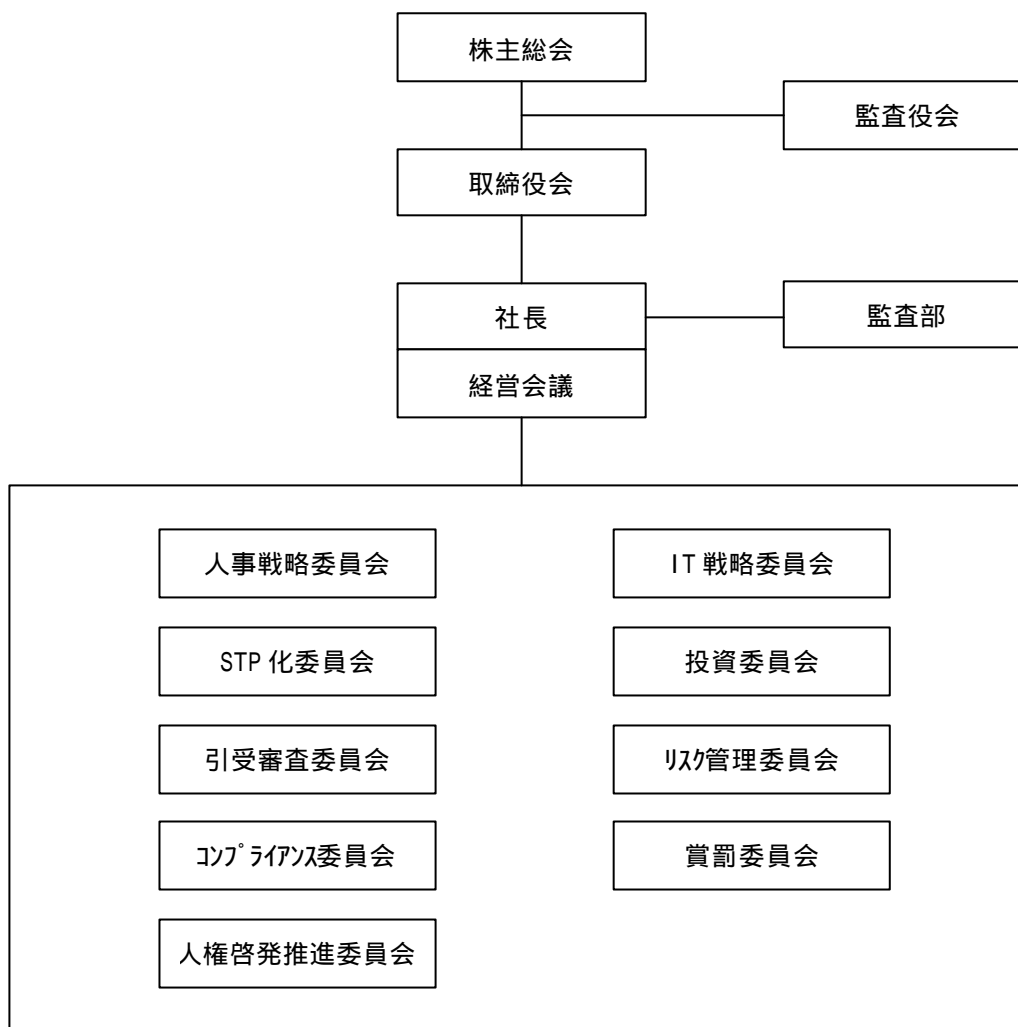 株主総会
監査役会
取締役会
社長
監査部
経営会議
人事戦略委員会
IT 戦略委員会
STP 化委員会
投資委員会
引受審査委員会
ﾘｽｸ管理委員会
ｺﾝﾌﾟﾗｲｱﾝｽ委員会
賞罰委員会
人権啓発推進委員会